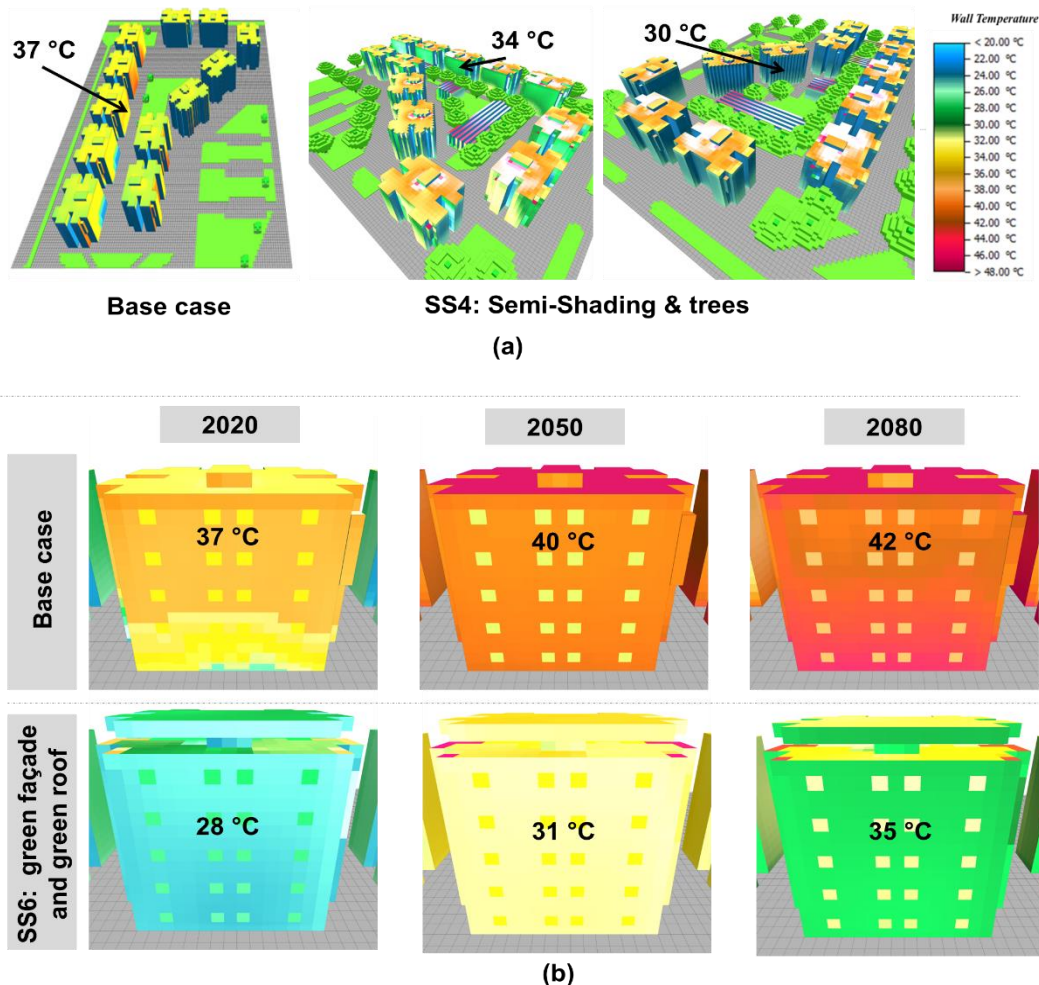 Wall Temperature
37 °C
34 °C
30 °C
< 20.00 °C
22.00 °C
24.00 °C
26.00 °C
28.00 °C
30.00 °C
32.00 °C
34.00 °C
36.00 °C
38.00 °C
40.00 °C
42.00 °C
44.00 °C
46.00 °C
> 48.00 °C
Base case
SS4: Semi-Shading & trees
(a)
2020
2050
2080
Base case
37 °C
40 °C
42 °C
SS6: green façade
and green roof
28 °C
31 °C
35 °C
(b)